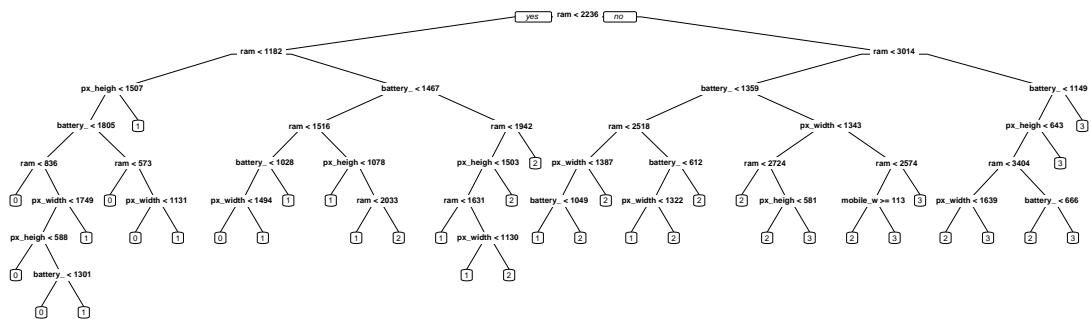 yes ram < 2236 no
ram < 1182 ram < 3014
px_heigh < 1507 battery_ < 1467 battery_ < 1359 battery_ < 1149
battery_ < 1805 1 ram < 1516 ram < 1942 ram < 2518 px_width < 1343 px_heigh < 643 3
ram < 836 ram < 573 battery_ < 1028 px_heigh < 1078 px_heigh < 1503 2 px_width < 1387 battery_ < 612 ram < 2724 ram < 2574 ram < 3404 3
0 px_width < 1749 0 px_width < 1131 px_width < 1494 1 1 ram < 2033 ram < 1631 2 battery_ < 1049 2 px_width < 1322 2 2 px_heigh < 581 mobile_w >= 113 3 px_width < 1639 battery_ < 666
px_heigh < 588 1 0 1 0 1 1 2 1 px_width < 1130 1 2 1 2 2 3 2 3 2 3 2 3
0 battery_ < 1301 1 2
0 1